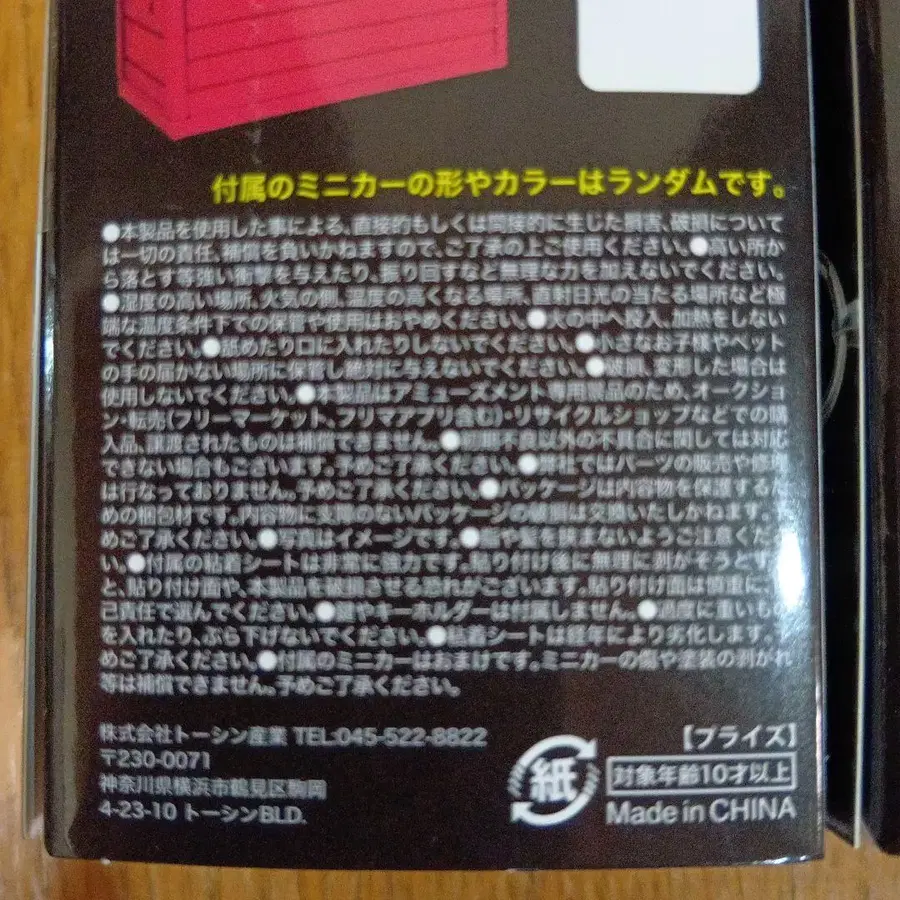 付属のミニカーの形やカラーはランダムです。
●本製品を使用した事による、直接的もしくは間接的に生じた損害、破損について
は一切の責任、補償を負いかねますので、ご了承の上ご使用ください。●高い所か
ら落とす等強い衝撃を与えたり、振り回すなど無理な力を加えないでください。
●湿度の高い場所、火気の側、温度の高くなる場所、直射日光の当たる場所など極
端な温度条件下での保管や使用はおやめください。●火の中へ投入、加熱をしない
でください。●舐めたり口に入れたりしないでください。●小さなお子様やペット
の手の届かない場所に保管し絶対に与えないでください。●破損、変形した場合は
使用しないでください。●本製品はアミューズメント専用景品のため、オークショ
ン・転売(フリーマーケット、フリマアプリ含む)・リサイクルショップなどでの購
入品、譲渡されたものは補償できません。●初期不良以外の不具合に関しては対応
できない場合もございます。予めご了承ください。●弊社ではパーツの販売や修理
は行なっておりません。予めご了承ください。●パッケージは内容物を保護するた
めの梱包材です。内容物に支障のないパッケージの破損は交換いたしかねます。
めご了承ください。●写真はイメージです。●指や髪を挟まないようご注意くださ
い。●付属の粘着シートは非常に強力です。貼り付け後に無理に剥がそうとす
と、貼り付け面や、本製品を破損させる恐れがございます。貼り付け面は慎重に
己責任で選んでください。●鍵やキーホルダーは付属しません。●過度に重いもの
を入れたり、ぶら下げないでください。●粘着シートは経年により劣化します。
めご了承ください。●付属のミニカーはおまけです。ミニカーの傷や塗装の剥がれ
等は補償できません。予めご了承ください。
株式会社トーシン産業 TEL:045-522-8822
〒230-0071
神奈川県横浜市鶴見区駒岡
4-23-10 トーシンBLD.
紙
【プライズ】
対象年齢10才以上
Made in CHINA